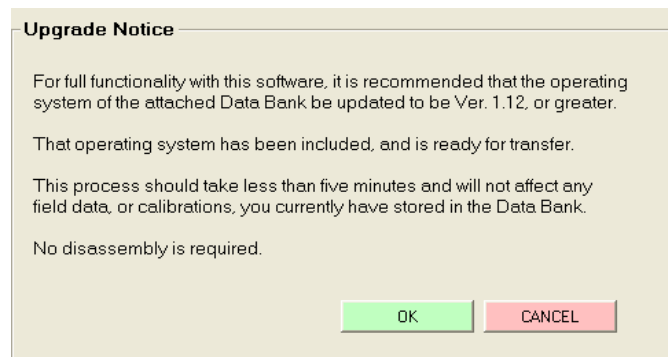 Upgrade Notice
For full functionality with this software, it is recommended that the operating
system of the attached Data Bank be updated to be Ver. 1.12, or greater.
That operating system has been included, and is ready for transfer.
This process should take less than five minutes and will not affect any
field data, or calibrations, you currently have stored in the Data Bank.
No disassembly is required.
OK
CANCEL